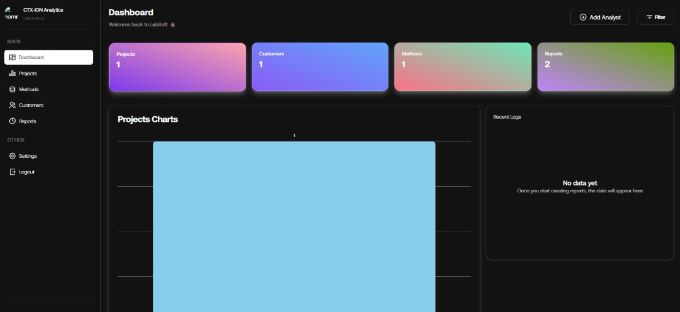 CTX-ION Analytics
MAIN
Dashboard
Projects
Methods
Customers
Reports
OTHER
Settings
Logout
Dashboard
Welcome back to LabSoft 👋🏽
Add Analyst
Filter
Projects
1
Customers
1
Methods
1
Reports
2
Projects Charts
1
Recent Logs
No data yet
Once you start creating reports, the data will appear here